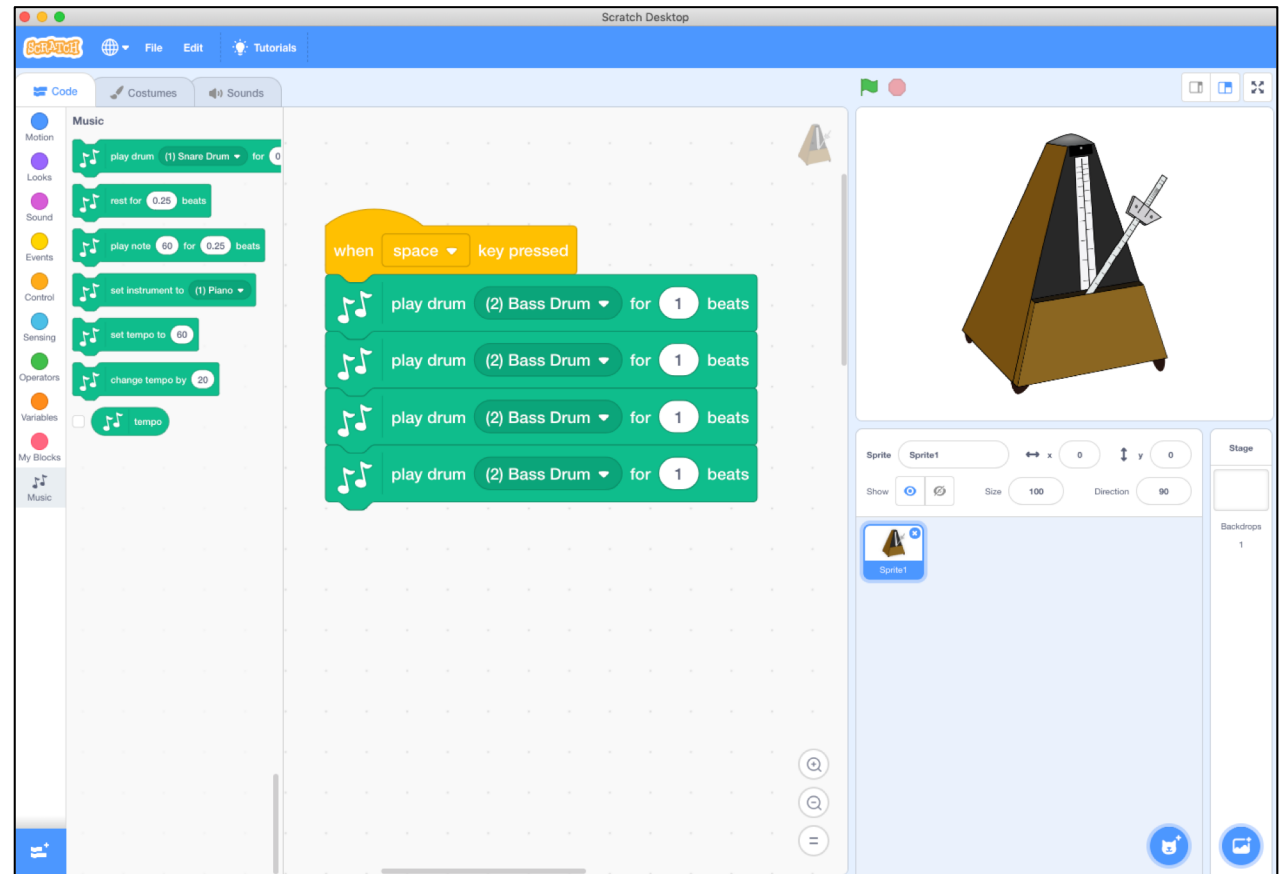 Scratch Desktop
SCRATCH File Edit Tutorials
Code Costumes Sounds
Motion
Looks
Sound
Events
Control
Sensing
Operators
Variables
My Blocks
Music
Music
play drum (1) Snare Drum for 0
rest for 0.25 beats
play note 60 for 0.25 beats
set instrument to (1) Piano
set tempo to 60
change tempo by 20
tempo
when space key pressed
play drum (2) Bass Drum for 1 beats
play drum (2) Bass Drum for 1 beats
play drum (2) Bass Drum for 1 beats
play drum (2) Bass Drum for 1 beats
Sprite Sprite1 x 0 y 0
Show Size 100 Direction 90
Sprite1
Stage
Backdrops
1